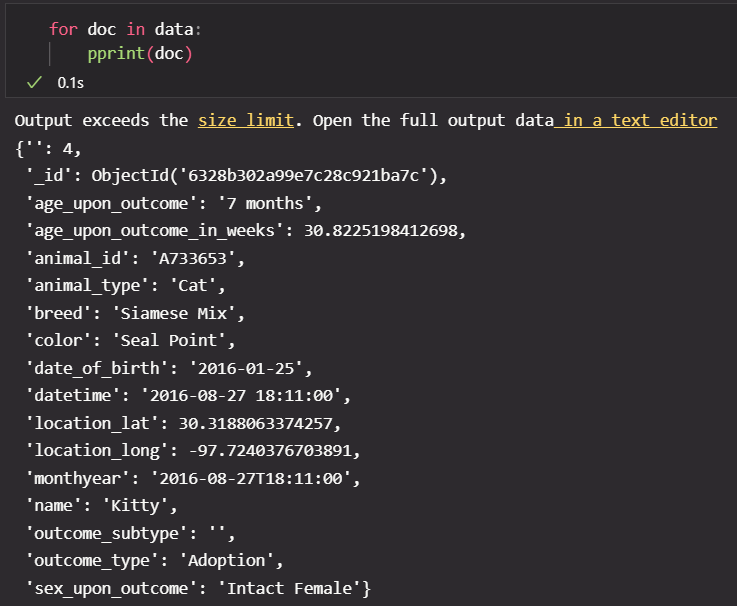 for doc in data:
pprint(doc)
0.1s
Output exceeds the size limit. Open the full output data in a text editor
{'': 4,
'_id': ObjectId('6328b302a99e7c28c921ba7c'),
'age_upon_outcome': '7 months',
'age_upon_outcome_in_weeks': 30.8225198412698,
'animal_id': 'A733653',
'animal_type': 'Cat',
'breed': 'Siamese Mix',
'color': 'Seal Point',
'date_of_birth': '2016-01-25',
'datetime': '2016-08-27 18:11:00',
'location_lat': 30.3188063374257,
'location_long': -97.7240376703891,
'monthyear': '2016-08-27T18:11:00',
'name': 'Kitty',
'outcome_subtype': '',
'outcome_type': 'Adoption',
'sex_upon_outcome': 'Intact Female'}